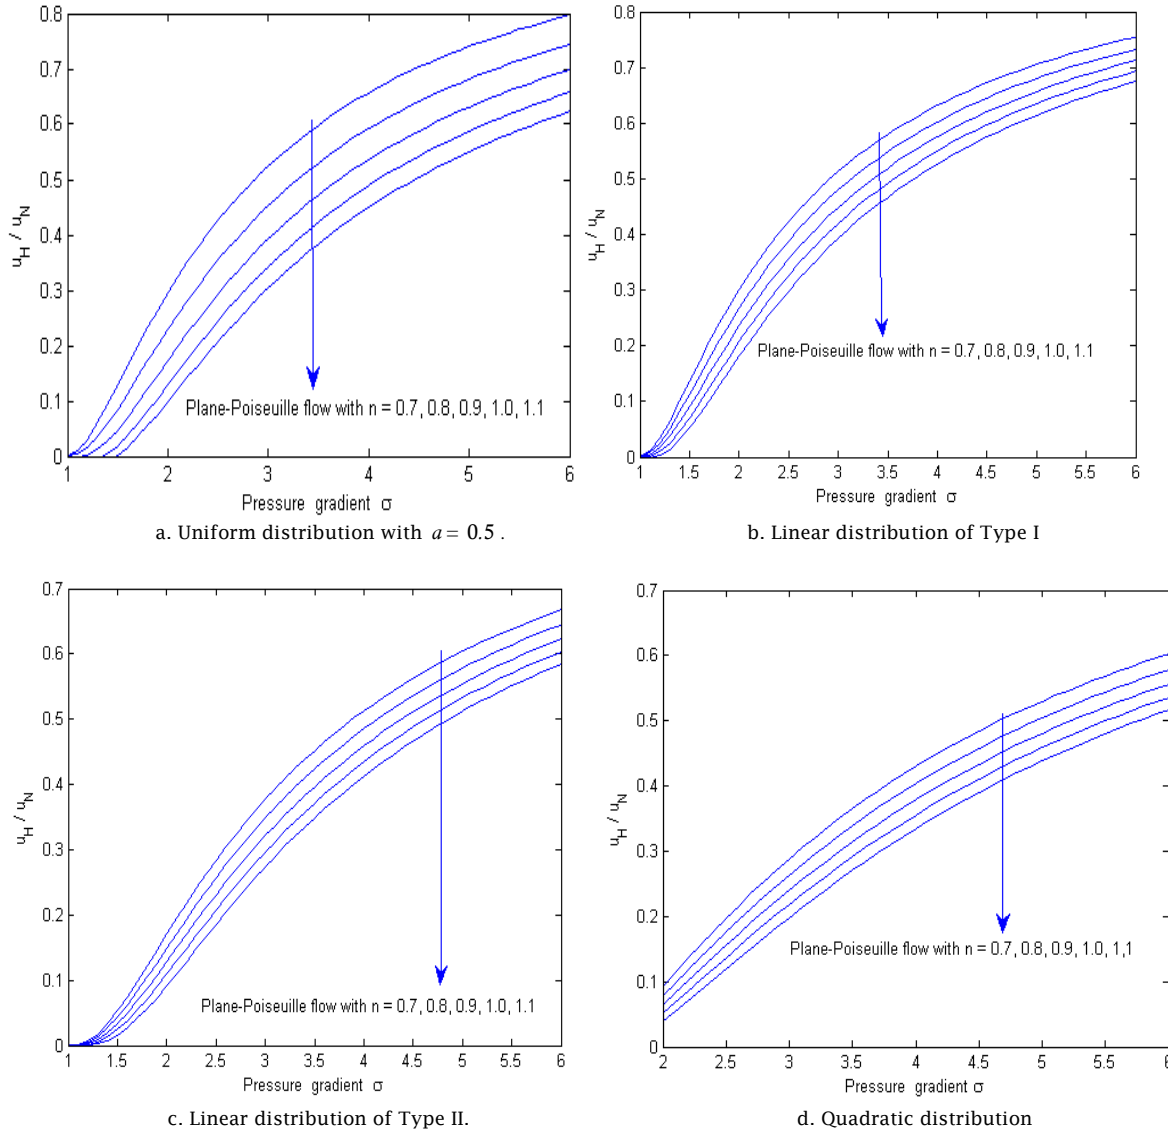 0.8
0.7
0.6
0.5
0.4
0.3
0.2
0.1
0
u_H / u_N
Plane-Poiseuille flow with n = 0.7, 0.8, 0.9, 1.0, 1.1
1 2 3 4 5 6
Pressure gradient σ
a. Uniform distribution with a = 0.5 .
0.8
0.7
0.6
0.5
0.4
0.3
0.2
0.1
0
u_H / u_N
Plane-Poiseuille flow with n = 0.7, 0.8, 0.9, 1.0, 1.1
1 1.5 2 2.5 3 3.5 4 4.5 5 5.5 6
Pressure gradient σ
b. Linear distribution of Type I
0.7
0.6
0.5
0.4
0.3
0.2
0.1
0
u_H / u_N
Plane-Poiseuille flow with n = 0.7, 0.8, 0.9, 1.0, 1.1
1 1.5 2 2.5 3 3.5 4 4.5 5 5.5 6
Pressure gradient σ
c. Linear distribution of Type II.
0.7
0.6
0.5
0.4
0.3
0.2
0.1
0
u_H / u_N
Plane-Poiseuille flow with n = 0.7, 0.8, 0.9, 1.0, 1,1
2 2.5 3 3.5 4 4.5 5 5.5 6
Pressure gradient σ
d. Quadratic distribution